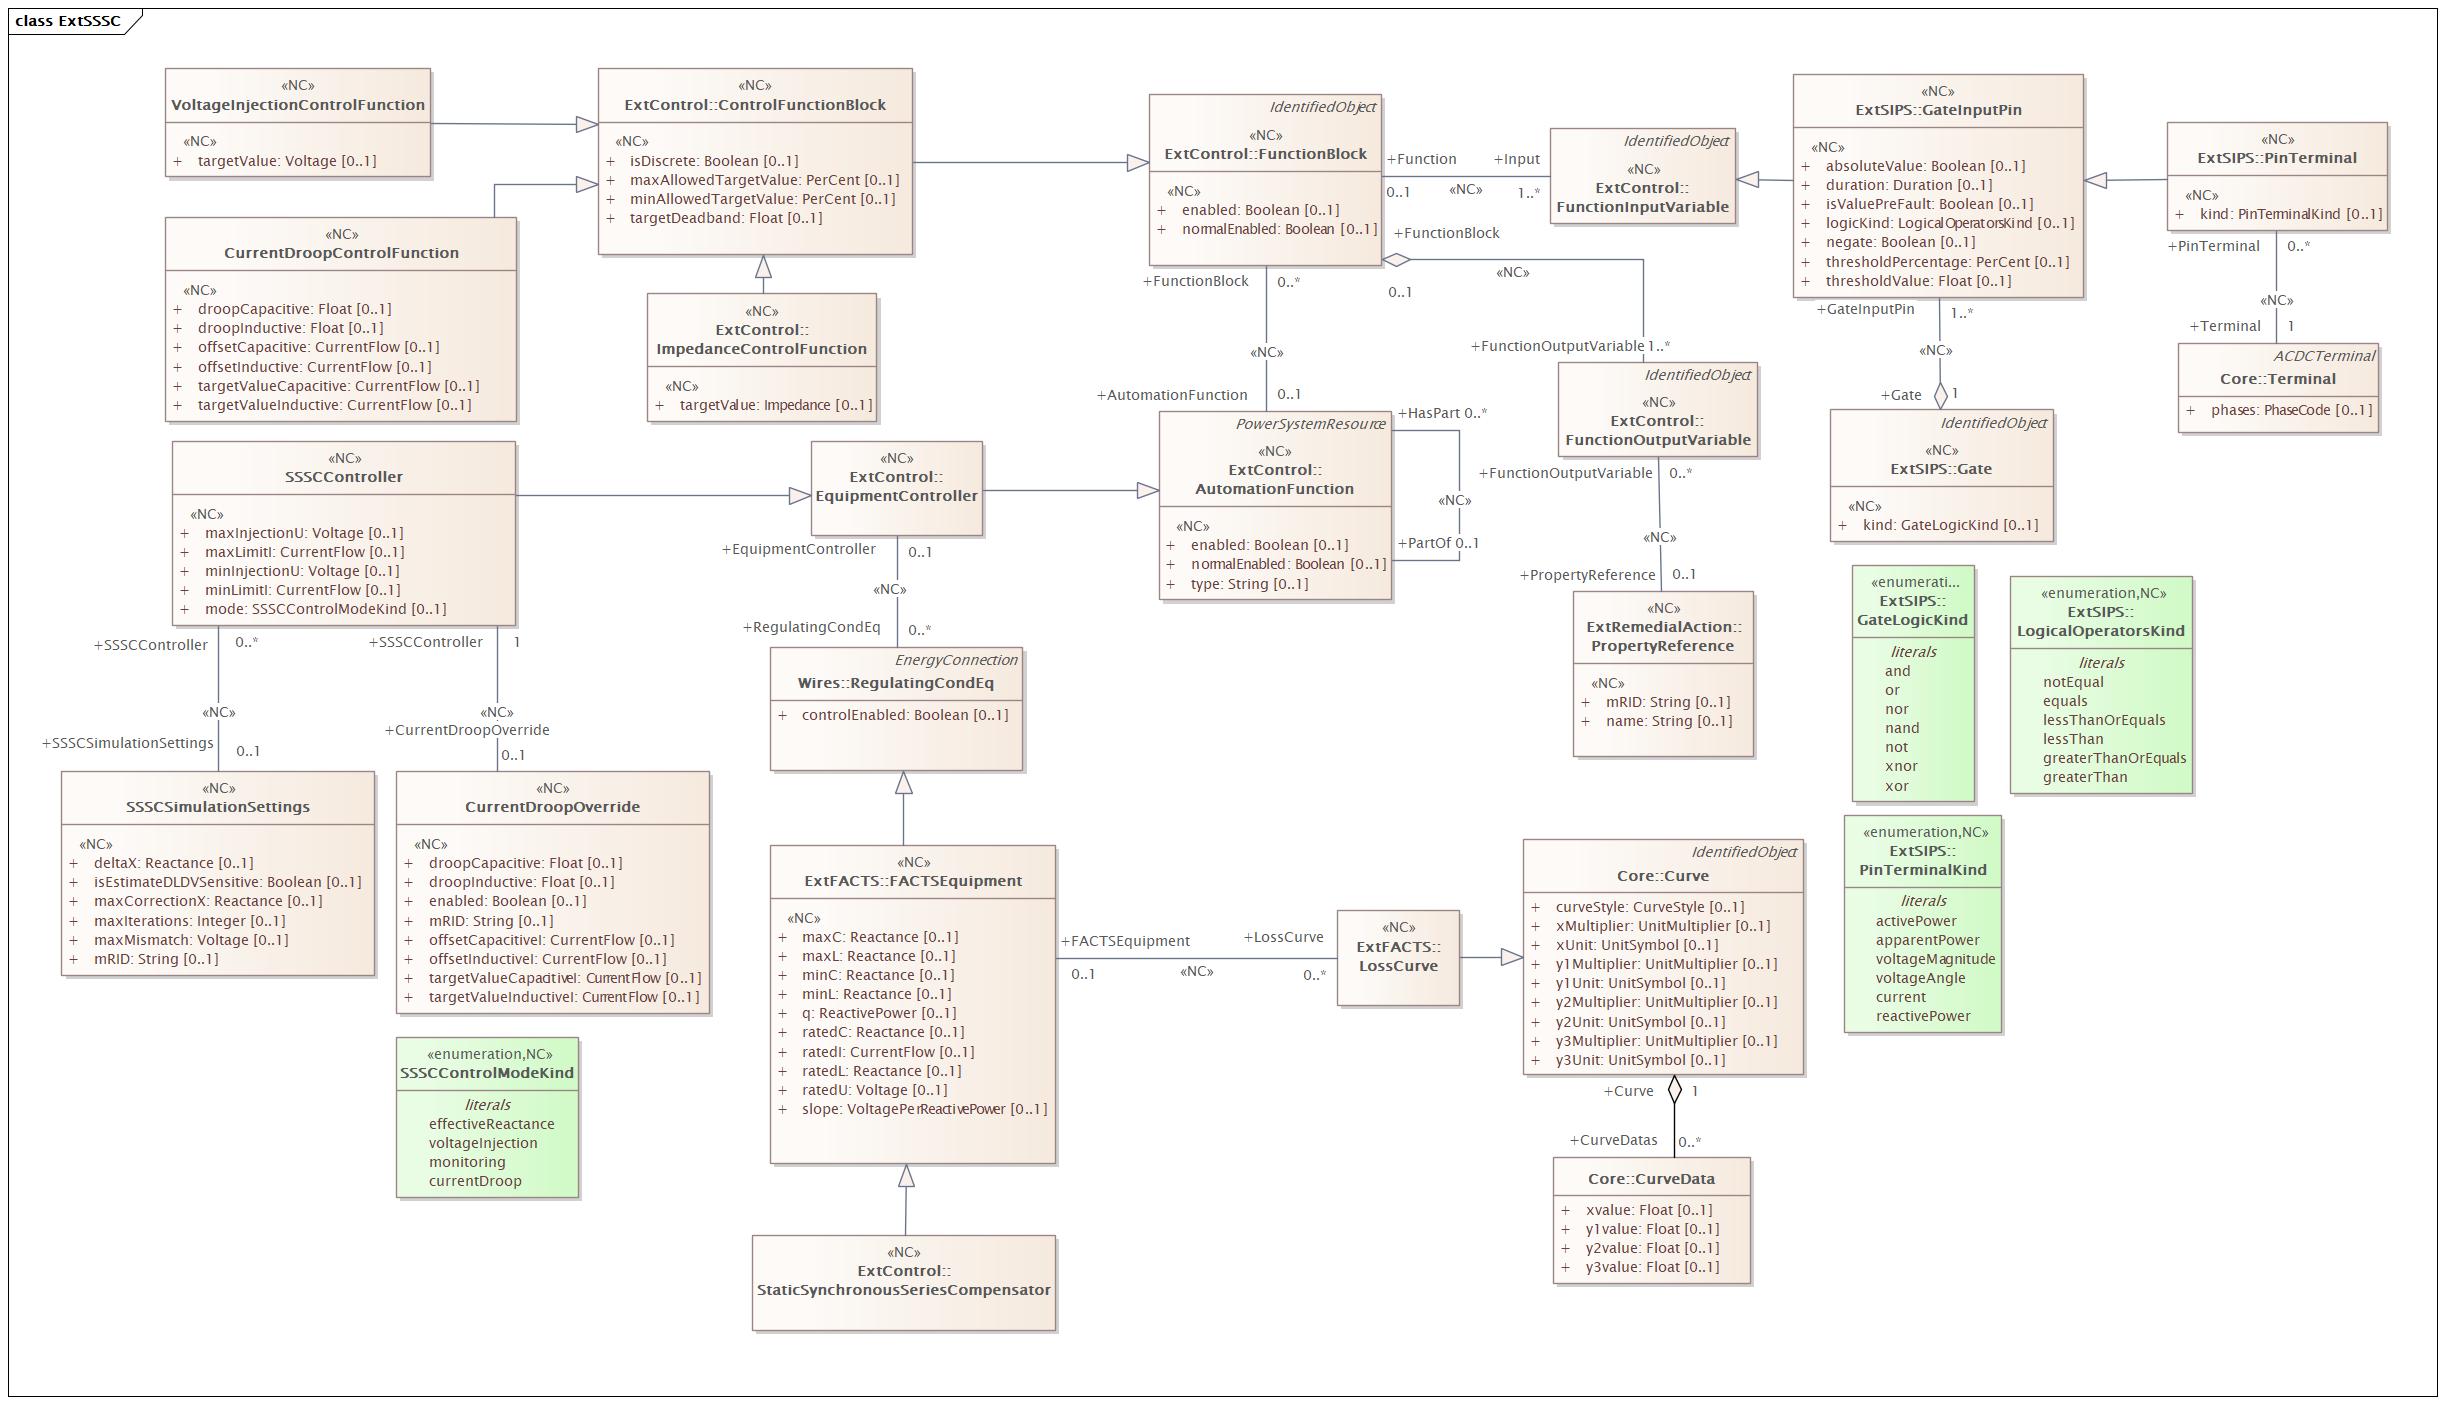 class ExtSSSC
«NC»
VoltageInjectionControlFunction
«NC»
+ targetValue: Voltage [0..1]
«NC»
CurrentDroopControlFunction
«NC»
+ droopCapacitive: Float [0..1]
+ droopInductive: Float [0..1]
+ offsetCapacitive: CurrentFlow [0..1]
+ offsetInductive: CurrentFlow [0..1]
+ targetValueCapacitive: CurrentFlow [0..1]
+ targetValueInductive: CurrentFlow [0..1]
«NC»
ExtControl::ControlFunctionBlock
«NC»
+ isDiscrete: Boolean [0..1]
+ maxAllowedTargetValue: PerCent [0..1]
+ minAllowedTargetValue: PerCent [0..1]
+ targetDeadband: Float [0..1]
«NC»
ExtControl::
ImpedanceControlFunction
«NC»
+ targetValue: Impedance [0..1]
IdentifiedObject
«NC»
ExtControl::FunctionBlock
«NC»
+ enabled: Boolean [0..1]
+ normalEnabled: Boolean [0..1]
+Function
+Input
0..1
«NC»
1..*
IdentifiedObject
«NC»
ExtControl::
FunctionInputVariable
«NC»
ExtSIPS::GateInputPin
«NC»
+ absoluteValue: Boolean [0..1]
+ duration: Duration [0..1]
+ isValuePreFault: Boolean [0..1]
+ logicKind: LogicalOperatorsKind [0..1]
+ negate: Boolean [0..1]
+ thresholdPercentage: PerCent [0..1]
+ thresholdValue: Float [0..1]
«NC»
ExtSIPS::PinTerminal
«NC»
+ kind: PinTerminalKind [0..1]
+PinTerminal
0..*
«NC»
+Terminal
1
ACDCTerminal
Core::Terminal
+ phases: PhaseCode [0..1]
+GateInputPin
1..*
«NC»
+Gate
1
IdentifiedObject
«NC»
ExtSIPS::Gate
«NC»
+ kind: GateLogicKind [0..1]
+FunctionBlock
«NC»
0..1
+FunctionOutputVariable
1..*
IdentifiedObject
«NC»
ExtControl::
FunctionOutputVariable
+FunctionBlock
0..*
«NC»
+AutomationFunction
0..1
PowerSystemResource
«NC»
ExtControl::
AutomationFunction
«NC»
+ enabled: Boolean [0..1]
+ normalEnabled: Boolean [0..1]
+ type: String [0..1]
+HasPart 0..*
«NC»
+PartOf 0..1
+FunctionOutputVariable
0..*
«NC»
+PropertyReference
0..1
«NC»
ExtRemedialAction::
PropertyReference
«NC»
+ mRID: String [0..1]
+ name: String [0..1]
«NC»
SSSCController
«NC»
+ maxInjectionU: Voltage [0..1]
+ maxLimitI: CurrentFlow [0..1]
+ minInjectionU: Voltage [0..1]
+ minLimitI: CurrentFlow [0..1]
+ mode: SSSCControlModeKind [0..1]
«NC»
ExtControl::
EquipmentController
+EquipmentController
0..1
«NC»
+RegulatingCondEq
0..*
EnergyConnection
Wires::RegulatingCondEq
+ controlEnabled: Boolean [0..1]
+SSSCController
0..*
«NC»
+SSSCSimulationSettings
0..1
+SSSCController
1
«NC»
+CurrentDroopOverride
0..1
«NC»
SSSCSimulationSettings
«NC»
+ deltaX: Reactance [0..1]
+ isEstimateDLDVSensitive: Boolean [0..1]
+ maxCorrectionX: Reactance [0..1]
+ maxIterations: Integer [0..1]
+ maxMismatch: Voltage [0..1]
+ mRID: String [0..1]
«NC»
CurrentDroopOverride
«NC»
+ droopCapacitive: Float [0..1]
+ droopInductive: Float [0..1]
+ enabled: Boolean [0..1]
+ mRID: String [0..1]
+ offsetCapacitiveI: CurrentFlow [0..1]
+ offsetInductiveI: CurrentFlow [0..1]
+ targetValueCapacitiveI: CurrentFlow [0..1]
+ targetValueInductiveI: CurrentFlow [0..1]
«enumeration,NC»
SSSCControlModeKind
literals
effectiveReactance
voltageInjection
monitoring
currentDroop
«NC»
ExtFACTS::FACTSEquipment
«NC»
+ maxC: Reactance [0..1]
+ maxL: Reactance [0..1]
+ minC: Reactance [0..1]
+ minL: Reactance [0..1]
+ q: ReactivePower [0..1]
+ ratedC: Reactance [0..1]
+ ratedI: CurrentFlow [0..1]
+ ratedL: Reactance [0..1]
+ ratedU: Voltage [0..1]
+ slope: VoltagePerReactivePower [0..1]
«NC»
ExtControl::
StaticSynchronousSeriesCompensator
+FACTSEquipment
+LossCurve
0..1
«NC»
0..*
«NC»
ExtFACTS::
LossCurve
IdentifiedObject
Core::Curve
+ curveStyle: CurveStyle [0..1]
+ xMultiplier: UnitMultiplier [0..1]
+ xUnit: UnitSymbol [0..1]
+ y1Multiplier: UnitMultiplier [0..1]
+ y1Unit: UnitSymbol [0..1]
+ y2Multiplier: UnitMultiplier [0..1]
+ y2Unit: UnitSymbol [0..1]
+ y3Multiplier: UnitMultiplier [0..1]
+ y3Unit: UnitSymbol [0..1]
+Curve
1
+CurveDatas
0..*
Core::CurveData
+ xvalue: Float [0..1]
+ y1value: Float [0..1]
+ y2value: Float [0..1]
+ y3value: Float [0..1]
«enumerati...
ExtSIPS::
GateLogicKind
literals
and
or
nor
nand
not
xnor
xor
«enumeration,NC»
ExtSIPS::
LogicalOperatorsKind
literals
notEqual
equals
lessThanOrEquals
lessThan
greaterThanOrEquals
greaterThan
«enumeration,NC»
ExtSIPS::
PinTerminalKind
literals
activePower
apparentPower
voltageMagnitude
voltageAngle
current
reactivePower